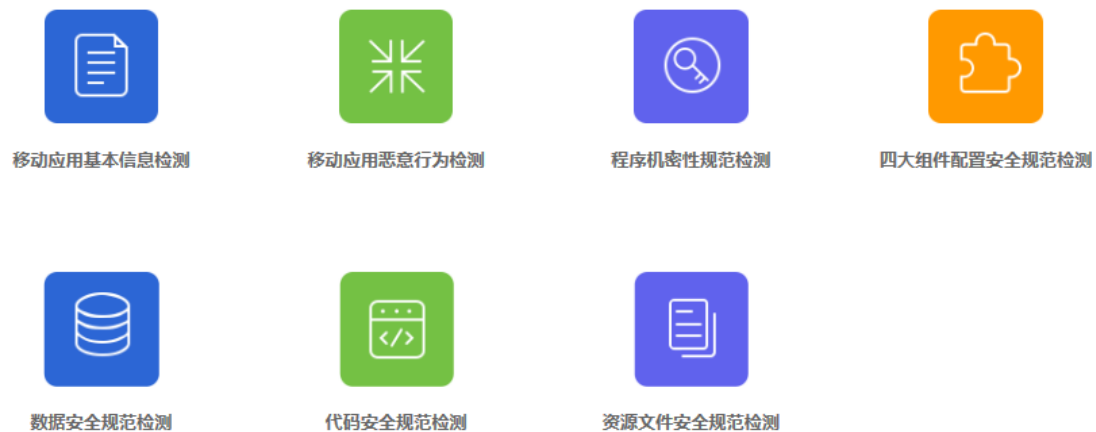 移动应用基本信息检测
移动应用恶意行为检测
程序机密性规范检测
四大组件配置安全规范检测
数据安全规范检测
代码安全规范检测
资源文件安全规范检测